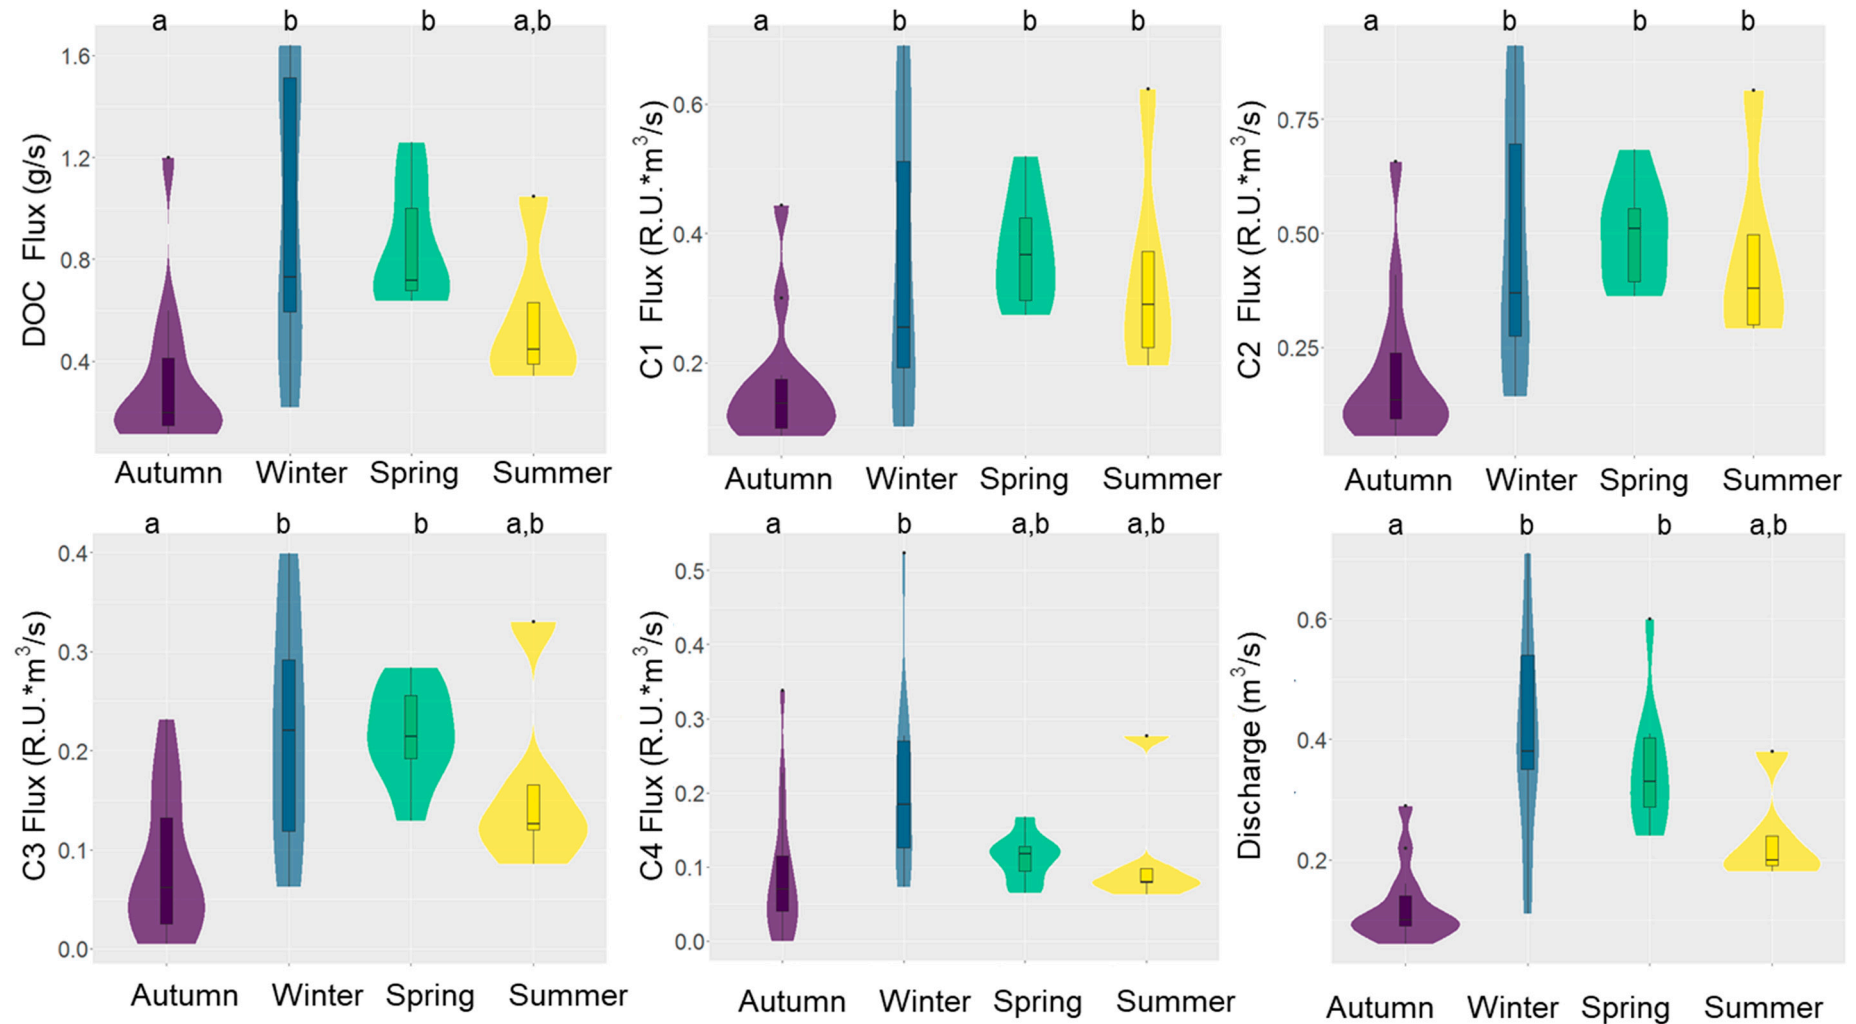 a b b a,b
DOC Flux (g/s)
1.6
1.2
0.8
0.4
Autumn Winter Spring Summer
a b b b
C1 Flux (R.U.*m³/s)
0.6
0.4
0.2
Autumn Winter Spring Summer
a b b b
C2 Flux (R.U.*m³/s)
0.75
0.50
0.25
Autumn Winter Spring Summer
a b b a,b
C3 Flux (R.U.*m³/s)
0.4
0.3
0.2
0.1
0.0
Autumn Winter Spring Summer
a b a,b a,b
C4 Flux (R.U.*m³/s)
0.5
0.4
0.3
0.2
0.1
0.0
Autumn Winter Spring Summer
a b b a,b
Discharge (m³/s)
0.6
0.4
0.2
Autumn Winter Spring Summer